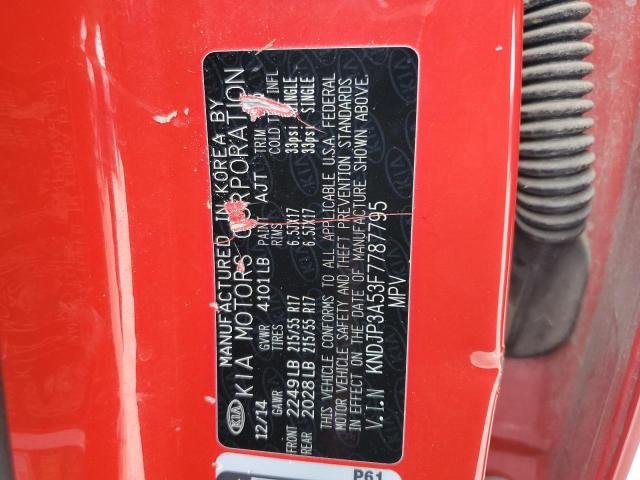 MANUFACTURED IN KOREA BY
KIA KIA MOTORS CORPORATION
12/14 GVWR 4101LB PAINT AJT TRIM
GAWR TIRES RIMS COLD INFL
FRONT 2249LB 215/55 R17 6.5JX17 33psi SINGLE
REAR 2028LB 215/55 R17 6.5JX17 33psi SINGLE
THIS VEHICLE CONFORMS TO ALL APPLICABLE U.S.A. FEDERAL
MOTOR VEHICLE SAFETY AND THEFT PREVENTION STANDARDS
IN EFFECT ON THE DATE OF MANUFACTURE SHOWN ABOVE.
V.I.N KNDJP3A53F7787795
MPV
P61